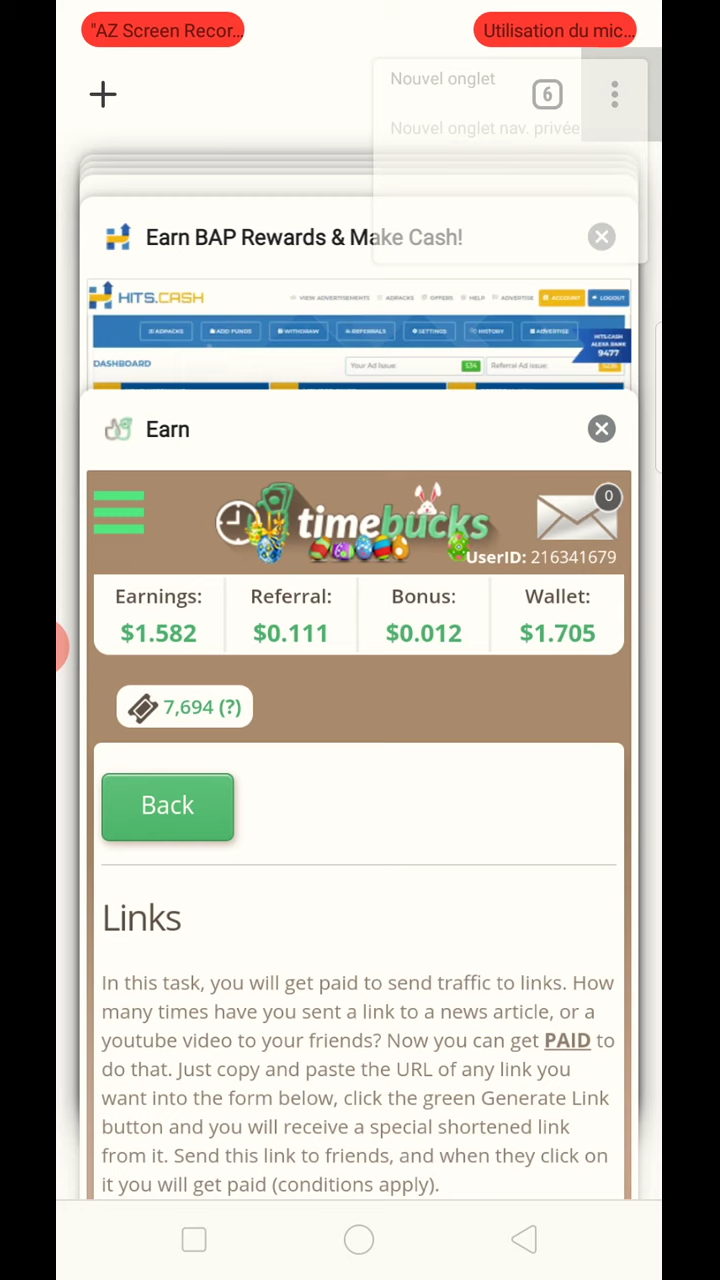 "AZ Screen Recor...
Utilisation du mic...
Nouvel onglet
6
Nouvel onglet nav. privée
Earn BAP Rewards & Make Cash!
HITS.CASH
VIEW ADVERTISEMENTS
ADPACKS
OFFERS
HELP
ADVERTISE
ACCOUNT
LOGOUT
ADPACKS
ADD FUNDS
WITHDRAW
REFERRALS
SETTINGS
HISTORY
ADVERTISE
HITS.CASH
ALEXA RANK
9477
DASHBOARD
Your Ad Issue:
534
Referral Ad issue:
Earn
timebucks
0
UserID: 216341679
Earnings:
Referral:
Bonus:
Wallet:
$1.582
$0.111
$0.012
$1.705
7,694 (?)
Back
Links
In this task, you will get paid to send traffic to links. How
many times have you sent a link to a news article, or a
youtube video to your friends? Now you can get PAID to
do that. Just copy and paste the URL of any link you
want into the form below, click the green Generate Link
button and you will receive a special shortened link
from it. Send this link to friends, and when they click on
it you will get paid (conditions apply).